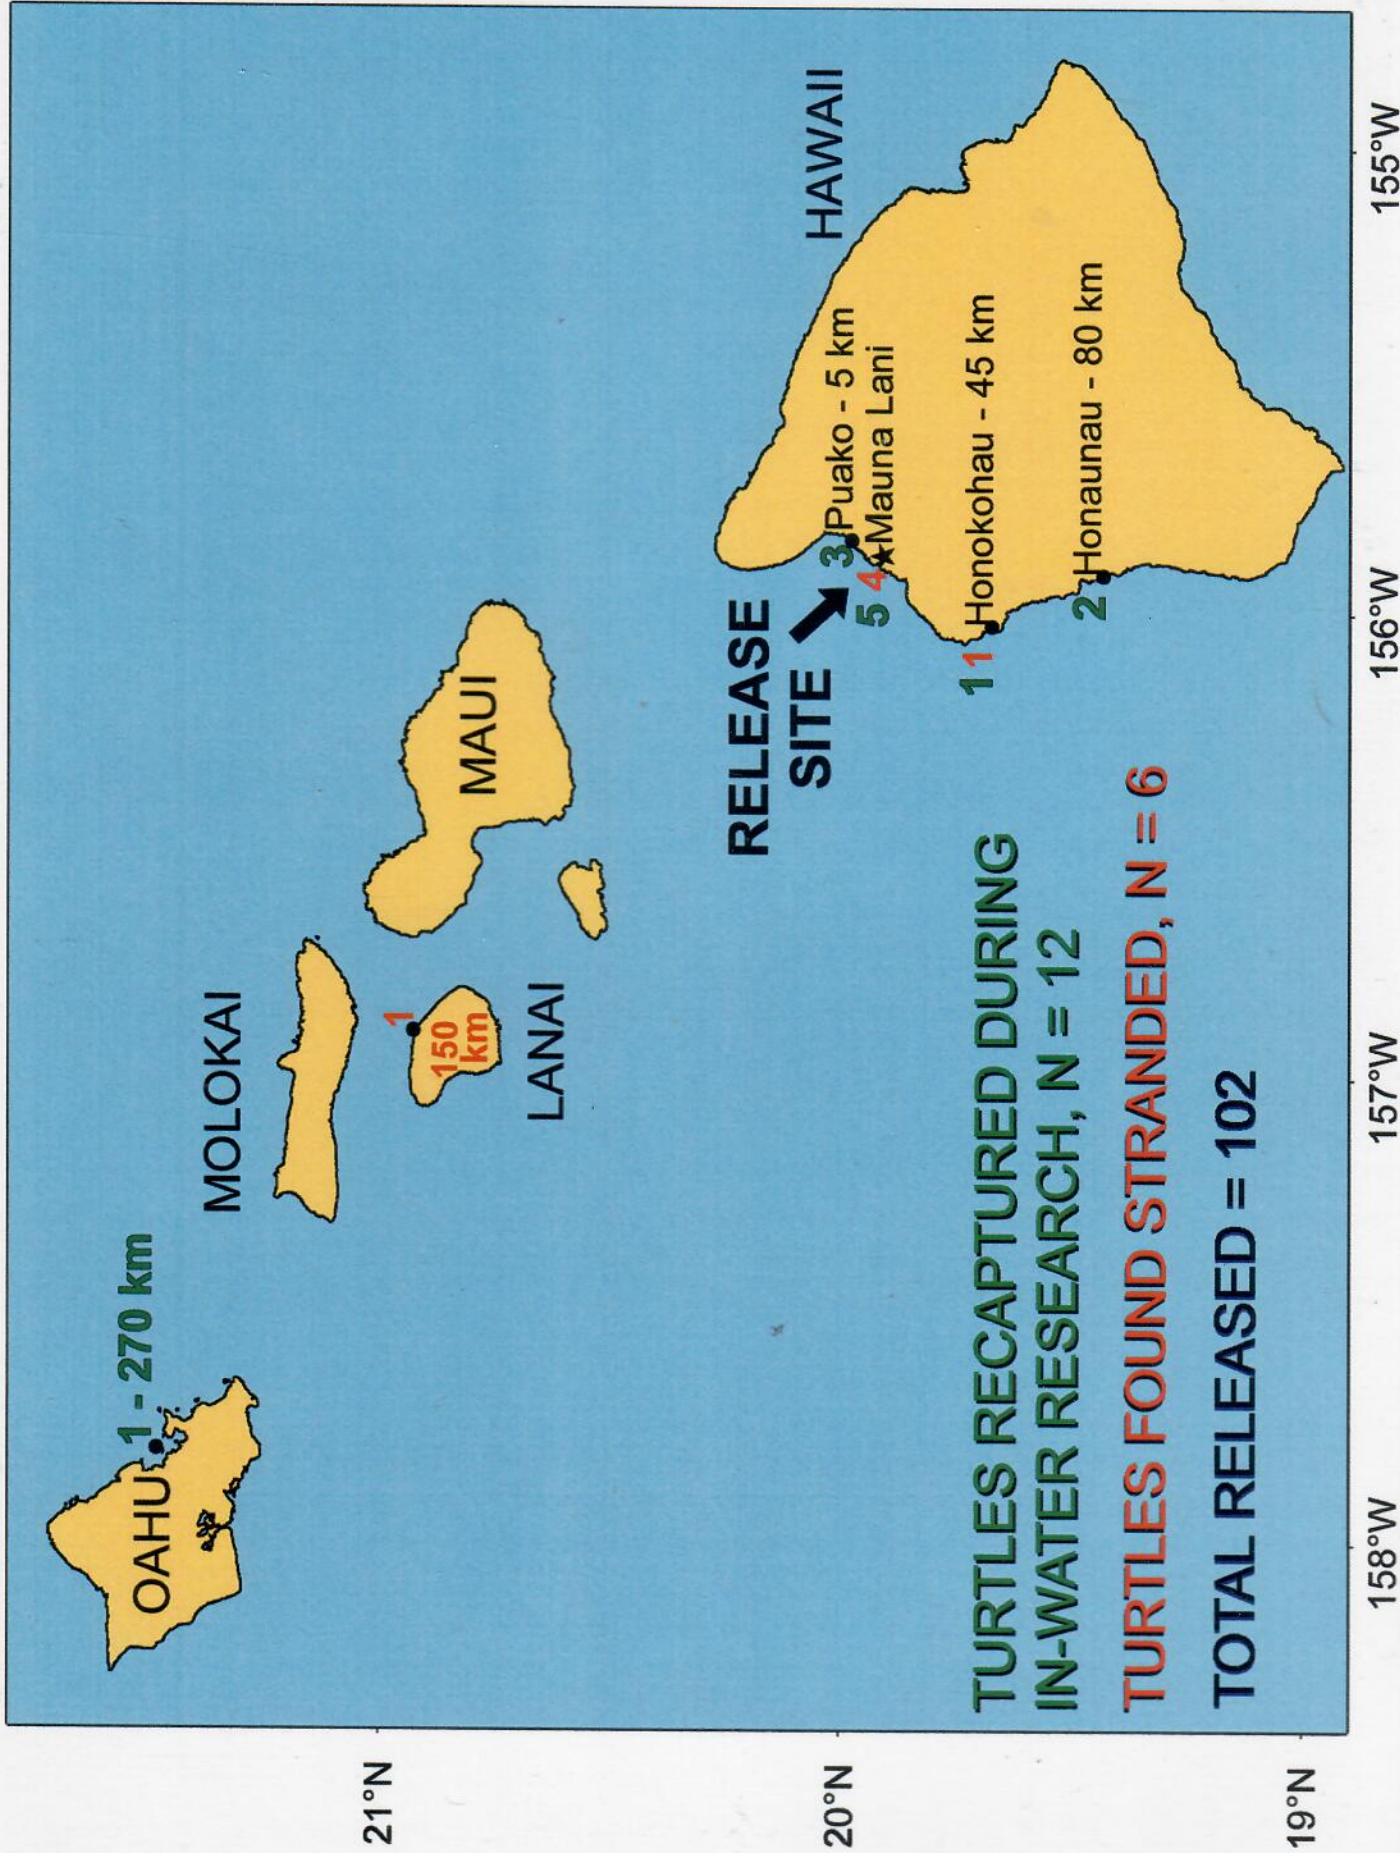 OAHU
1 - 270 km
MOLOKAI
1
150
km
LANAI
MAUI
HAWAII
RELEASE
SITE
3 Puako - 5 km
5 4 Mauna Lani
1 1 Honokohau - 45 km
2 Honaunau - 80 km
TURTLES RECAPTURED DURING
IN-WATER RESEARCH, N = 12
TURTLES FOUND STRANDED, N = 6
TOTAL RELEASED = 102
21°N
20°N
19°N
158°W
157°W
156°W
155°W